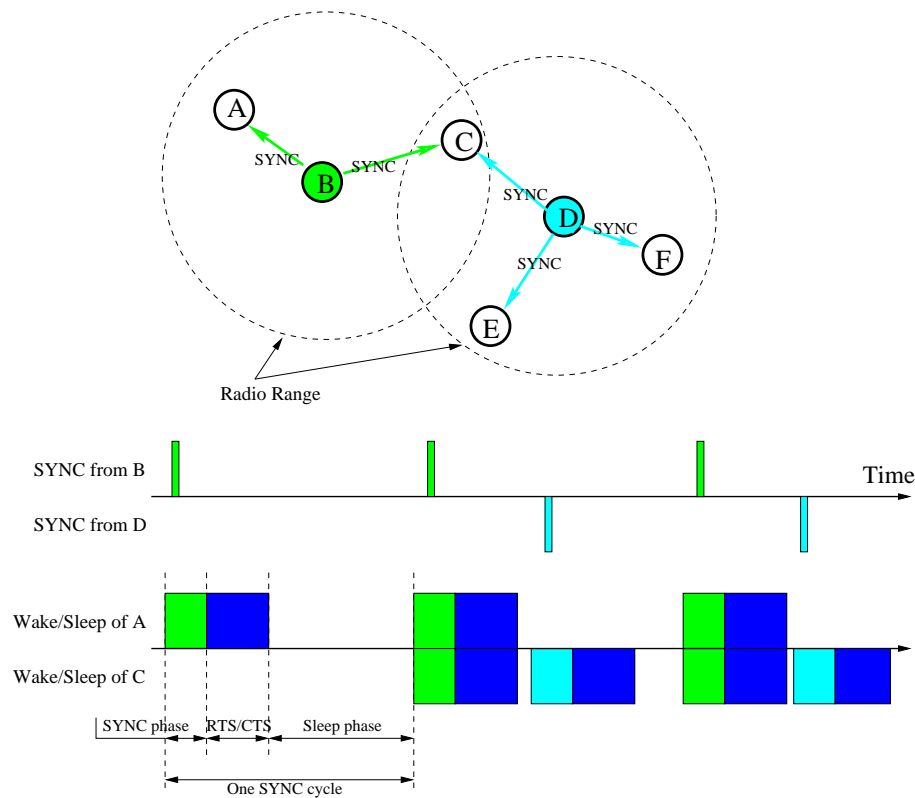 A
C
SYNC
SYNC
B
SYNC
D
SYNC
F
SYNC
E
Radio Range
SYNC from B
Time
SYNC from D
Wake/Sleep of A
Wake/Sleep of C
SYNC phase
RTS/CTS
Sleep phase
One SYNC cycle